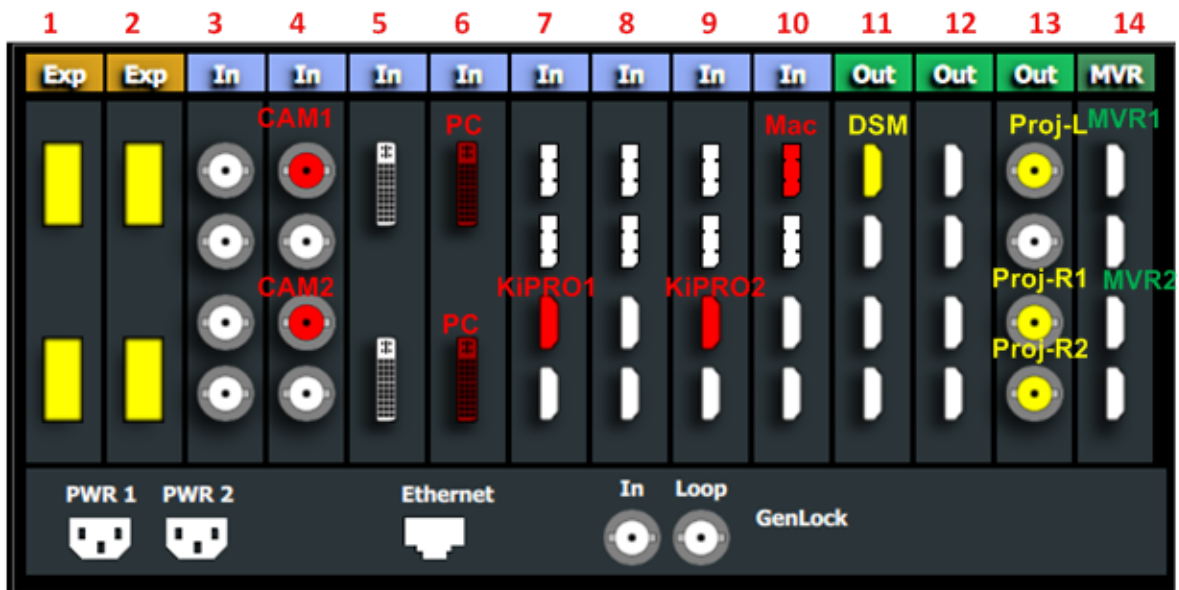 1 2 3 4 5 6 7 8 9 10 11 12 13 14
Exp Exp In In In In In In In In Out Out Out MVR
CAM1 PC Mac DSM Proj-L MVR1
CAM2 KiPRO1 KiPRO2 Proj-R1 MVR2
PC Proj-R2
PWR 1 PWR 2 Ethernet In Loop
GenLock